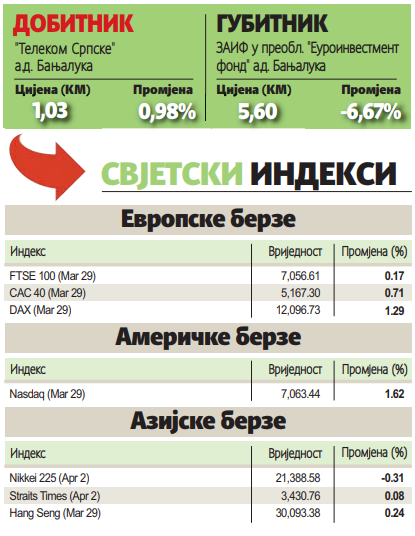 ДОБИТНИК
"Телеком Српске"
а.д. Бањалука
Цијена (КМ) Промјена
1,03 0,98%
ГУБИТНИК
ЗАИФ у преобл. "Еуроинвестмент
фонд" а.д. Бањалука
Цијена (КМ) Промјена
5,60 -6,67%
СВЈЕТСКИ ИНДЕКСИ
Европске берзе
Индекс Вриједност Промјена (%)
FTSE 100 (Mar 29) 7,056.61 0.17
CAC 40 (Mar 29) 5,167.30 0.71
DAX (Mar 29) 12,096.73 1.29
Америчке берзе
Индекс Вриједност Промјена (%)
Nasdaq (Mar 29) 7,063.44 1.62
Азијске берзе
Индекс Вриједност Промјена (%)
Nikkei 225 (Apr 2) 21,388.58 -0.31
Straits Times (Apr 2) 3,430.76 0.08
Hang Seng (Mar 29) 30,093.38 0.24